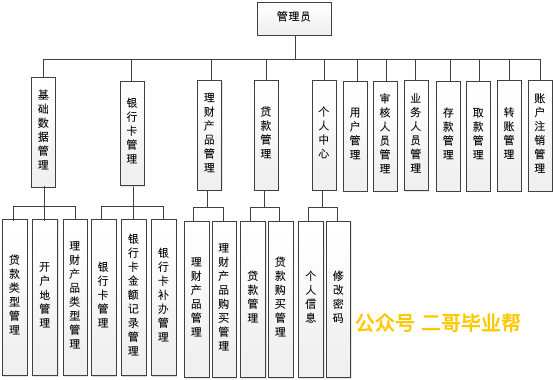 管理员
基础数据管理
银行卡管理
理财产品管理
贷款管理
个人中心
用户管理
审核人员管理
业务人员管理
存款管理
取款管理
转账管理
账户注销管理
贷款类型管理
开户地管理
理财产品类型管理
银行卡管理
银行卡金额记录管理
银行卡补办管理
理财产品管理
理财产品购买管理
贷款管理
贷款购买管理
个人信息
修改密码
公众号 二哥毕业帮